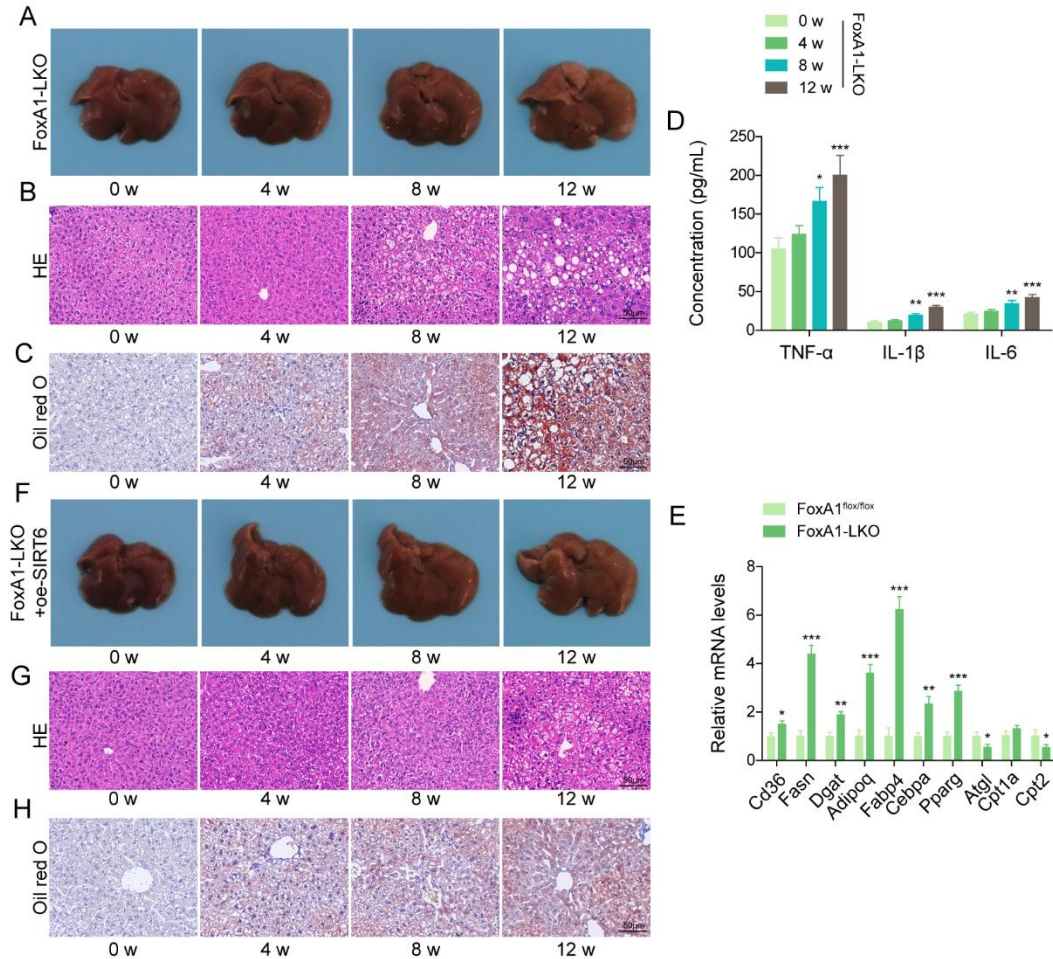 A
FoxA1-LKO
0 w
4 w
8 w
12 w
B
HE
50μm
0 w
4 w
8 w
12 w
C
Oil red O
50μm
0 w
4 w
8 w
12 w
F
FoxA1-LKO
+oe-SIRT6
0 w
4 w
8 w
12 w
G
HE
50μm
0 w
4 w
8 w
12 w
H
Oil red O
50μm
0 w
4 w
8 w
12 w
0 w
4 w
8 w
12 w
FoxA1-LKO
D
Concentration (pg/mL)
250
200
150
100
50
0
*
***
**
***
**
***
TNF-α
IL-1β
IL-6
E
FoxA1flox/flox
FoxA1-LKO
Relative mRNA levels
8
6
4
2
0
*
***
**
***
***
**
***
*
*
Cd36
Fasn
Dgat
Adipoq
Fabp4
Cebpa
Pparg
Atgl
Cpt1a
Cpt2